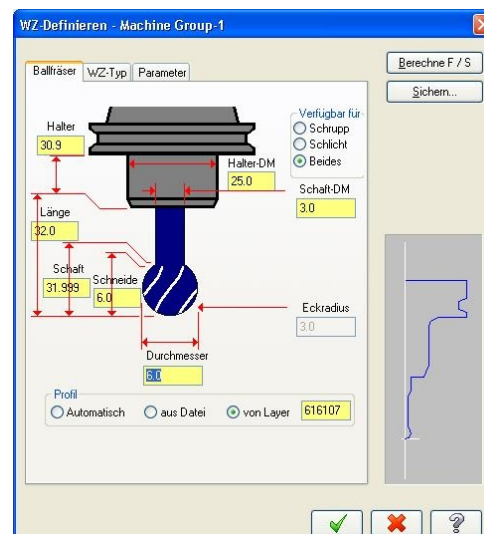 WZ-Definieren - Machine Group-1
Ballfräser
WZ-Typ
Parameter
Berechne F / S
Sichern...
Halter
30.9
Verfügbar für
Schrupp
Schlicht
Beides
Halter-DM
25.0
Schaft-DM
3.0
Länge
32.0
Schaft
31.999
Schneide
6.0
Eckradius
3.0
Durchmesser
6.0
Profil
Automatisch
aus Datei
von Layer
616107